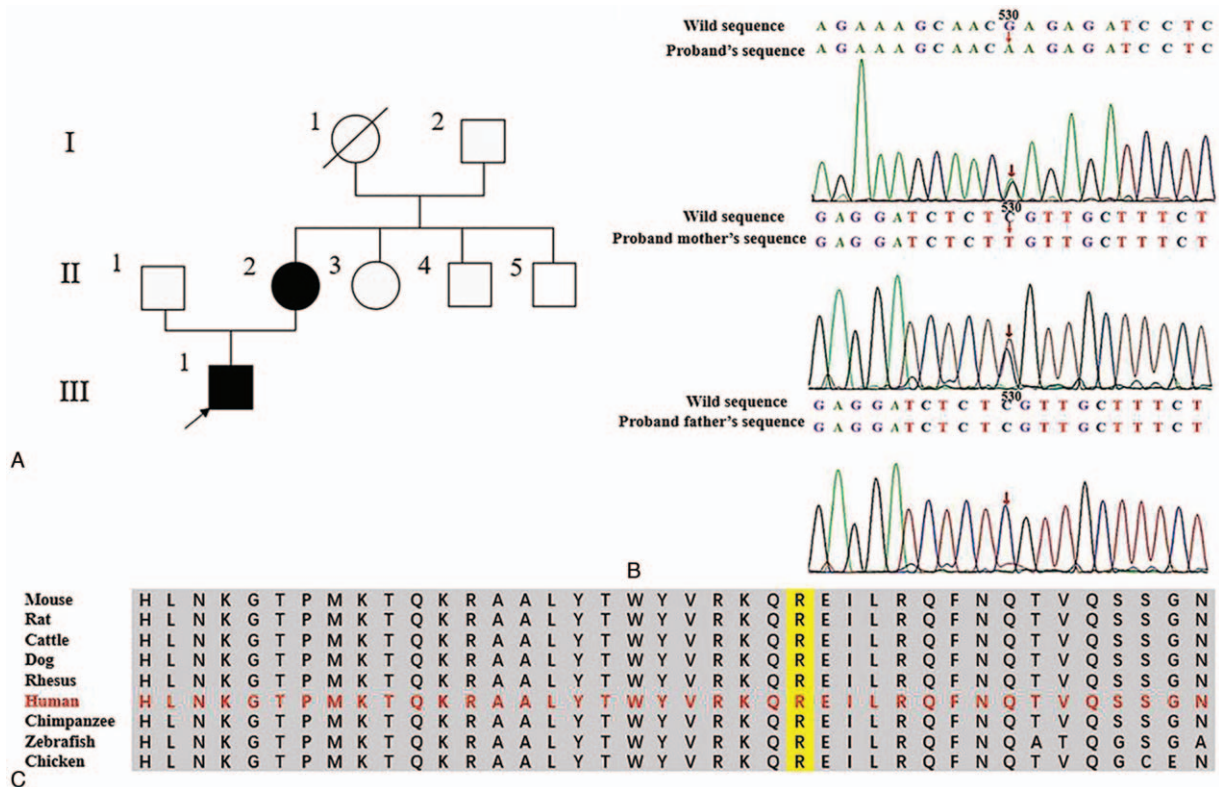 530
Wild sequence A G A A A G C A A C G A G A G A T C C T C
Proband's sequence A G A A A G C A A C A A G A G A T C C T C
I
1 2
II
1 2 3 4 5
III
1
A
530
Wild sequence G A G G A T C T C T C G T T G C T T T C T
Proband mother's sequence G A G G A T C T C T T G T T G C T T T C T
530
Wild sequence G A G G A T C T C T C G T T G C T T T C T
Proband father's sequence G A G G A T C T C T C G T T G C T T T C T
B
Mouse H L N K G T P M K T Q K R A A L Y T W Y V R K Q R E I L R Q F N Q T V Q S S G N
Rat H L N K G T P M K T Q K R A A L Y T W Y V R K Q R E I L R Q F N Q T V Q S S G N
Cattle H L N K G T P M K T Q K R A A L Y T W Y V R K Q R E I L R Q F N Q T V Q S S G N
Dog H L N K G T P M K T Q K R A A L Y T W Y V R K Q R E I L R Q F N Q T V Q S S G N
Rhesus H L N K G T P M K T Q K R A A L Y T W Y V R K Q R E I L R Q F N Q T V Q S S G N
Human H L N K G T P M K T Q K R A A L Y T W Y V R K Q R E I L R Q F N Q T V Q S S G N
Chimpanzee H L N K G T P M K T Q K R A A L Y T W Y V R K Q R E I L R Q F N Q T V Q S S G N
Zebrafish H L N K G T P M K T Q K R A A L Y T W Y V R K Q R E I L R Q F N Q A T Q G S G A
Chicken H L N K G T P M K T Q K R A A L Y T W Y V R K Q R E I L R Q F N Q T V Q G C E N
C